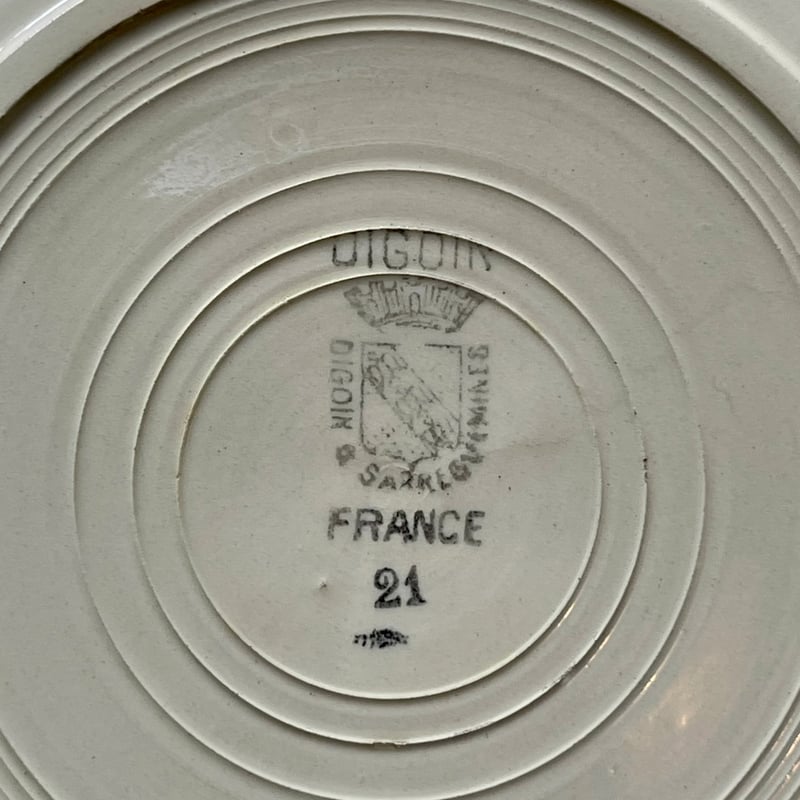 DIGOIN
DIGOIN & SARREGUEMINES
FRANCE
21